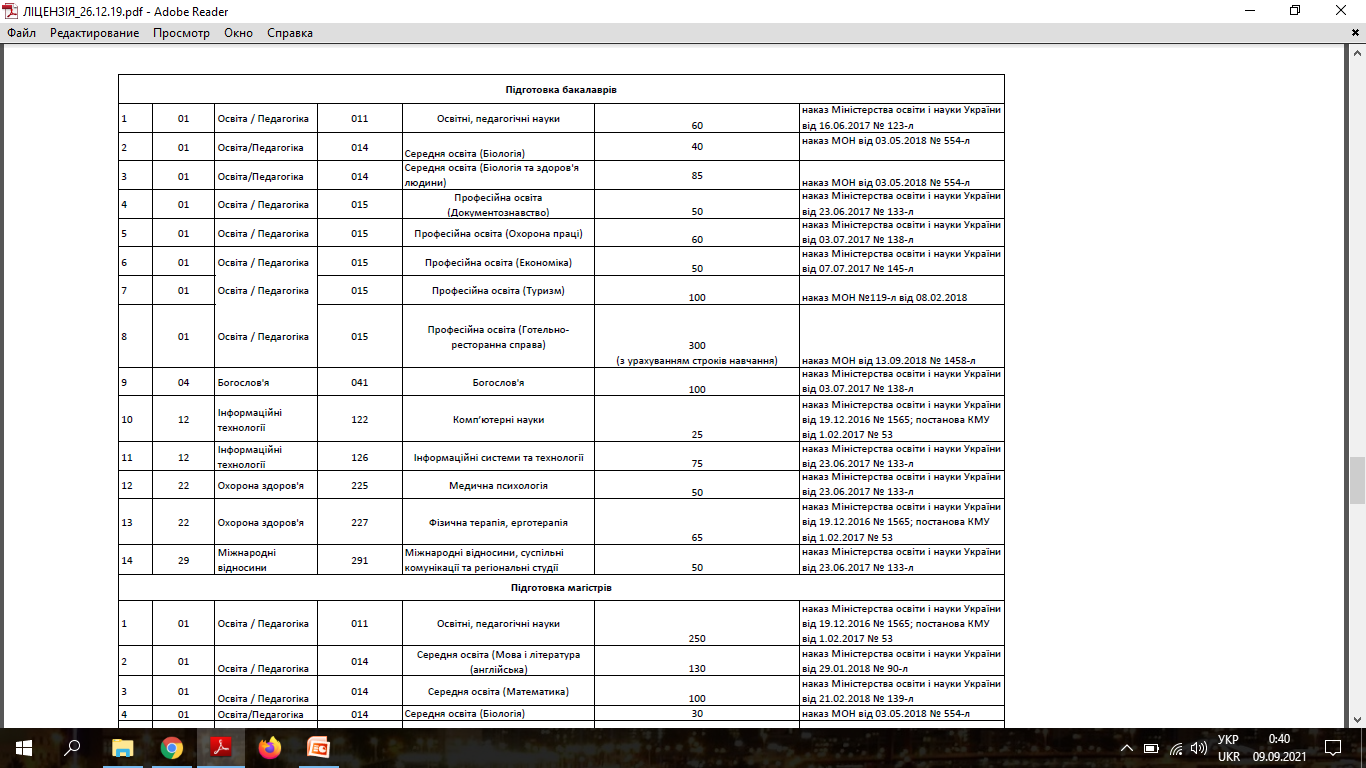 ЛІЦЕНЗІЯ_26.12.19.pdf - Adobe Reader
Файл Редактирование Просмотр Окно Справка
Підготовка бакалаврів
1 01 Освіта / Педагогіка 011 Освітні, педагогічні науки 60 наказ Міністерства освіти і науки України
від 16.06.2017 № 123-л
2 01 Освіта/Педагогіка 014 Середня освіта (Біологія) 40 наказ МОН від 03.05.2018 № 554-л
3 01 Освіта/Педагогіка 014 Середня освіта (Біологія та здоров'я
людини) 85 наказ МОН від 03.05.2018 № 554-л
4 01 Освіта / Педагогіка 015 Професійна освіта
(Документознавство) 50 наказ Міністерства освіти і науки України
від 23.06.2017 № 133-л
5 01 Освіта / Педагогіка 015 Професійна освіта (Охорона праці) 60 наказ Міністерства освіти і науки України
від 03.07.2017 № 138-л
6 01 Освіта / Педагогіка 015 Професійна освіта (Економіка) 50 наказ Міністерства освіти і науки України
від 07.07.2017 № 145-л
7 01 Освіта / Педагогіка 015 Професійна освіта (Туризм) 100 наказ МОН №119-л від 08.02.2018
8 01 Освіта / Педагогіка 015 Професійна освіта (Готельно-
ресторанна справа) 300
(з урахуванням строків навчання) наказ МОН від 13.09.2018 № 1458-л
9 04 Богослов'я 041 Богослов'я 100 наказ Міністерства освіти і науки України
від 03.07.2017 № 138-л
10 12 Інформаційні
технології 122 Комп’ютерні науки 25 наказ Міністерства освіти і науки України
від 19.12.2016 № 1565; постанова КМУ
від 1.02.2017 № 53
11 12 Інформаційні
технології 126 Інформаційні системи та технології 75 наказ Міністерства освіти і науки України
від 23.06.2017 № 133-л
12 22 Охорона здоров'я 225 Медична психологія 50 наказ Міністерства освіти і науки України
від 23.06.2017 № 133-л
13 22 Охорона здоров'я 227 Фізична терапія, ерготерапія 65 наказ Міністерства освіти і науки України
від 19.12.2016 № 1565; постанова КМУ
від 1.02.2017 № 53
14 29 Міжнародні
відносини 291 Міжнародні відносини, суспільні
комунікації та регіональні студії 50 наказ Міністерства освіти і науки України
від 23.06.2017 № 133-л
Підготовка магістрів
1 01 Освіта / Педагогіка 011 Освітні, педагогічні науки 250 наказ Міністерства освіти і науки України
від 19.12.2016 № 1565; постанова КМУ
від 1.02.2017 № 53
2 01 Освіта / Педагогіка 014 Середня освіта (Мова і література
(англійська) 130 наказ Міністерства освіти і науки України
від 29.01.2018 № 90-л
3 01 Освіта / Педагогіка 014 Середня освіта (Математика) 100 наказ Міністерства освіти і науки України
від 21.02.2018 № 139-л
4 01 Освіта/Педагогіка 014 Середня освіта (Біологія) 30 наказ МОН від 03.05.2018 № 554-л
УКР 0:40
UKR 09.09.2021